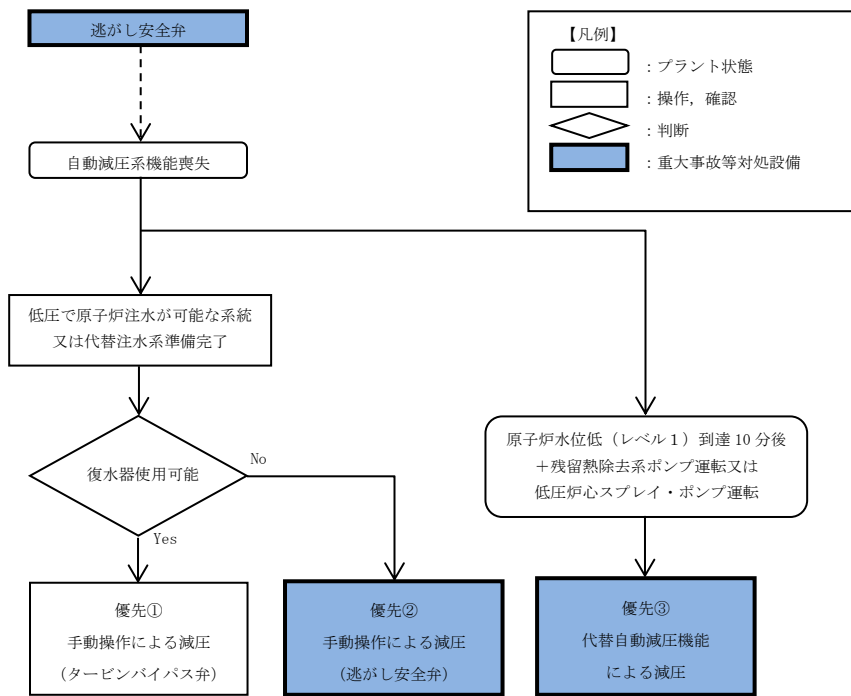 逃がし安全弁
【凡例】
：プラント状態
：操作，確認
：判断
：重大事故等対処設備
自動減圧系機能喪失
低圧で原子炉注水が可能な系統
又は代替注水系準備完了
原子炉水位低（レベル１）到達 10 分後
＋残留熱除去系ポンプ運転又は
低圧炉心スプレイ・ポンプ運転
復水器使用可能
No
Yes
優先①
手動操作による減圧
（タービンバイパス弁）
優先②
手動操作による減圧
（逃がし安全弁）
優先③
代替自動減圧機能
による減圧